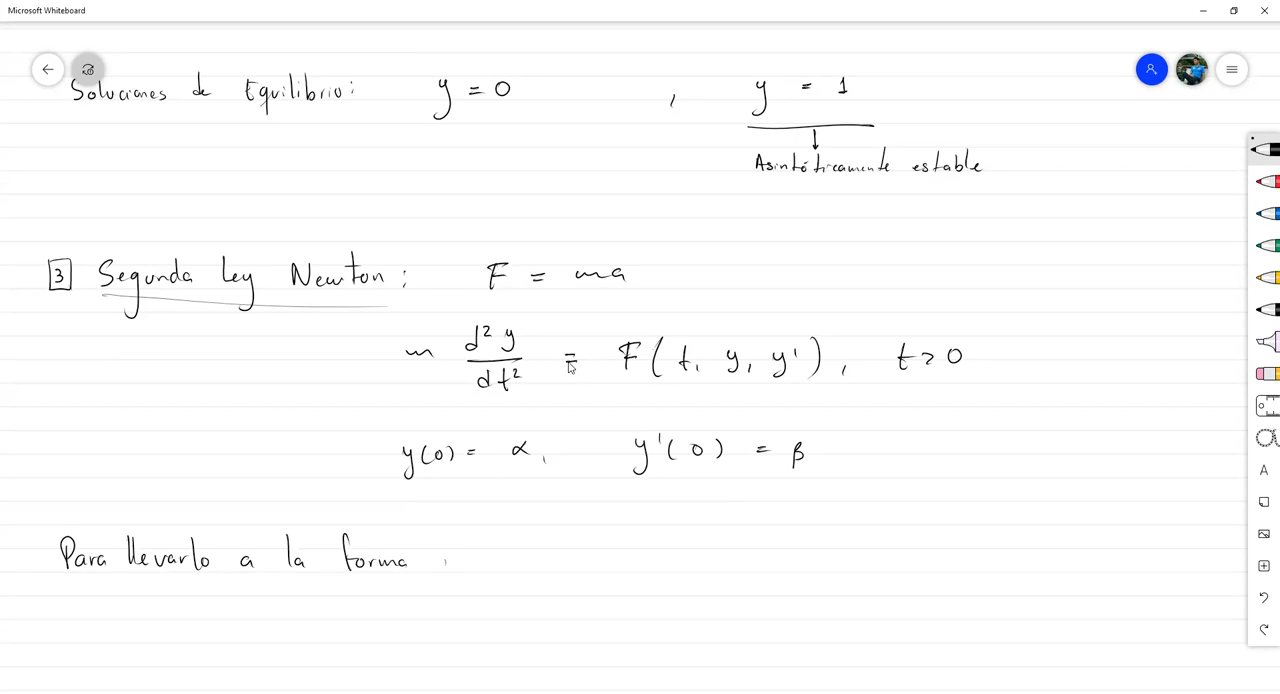 Microsoft Whiteboard
Soluciones de Equilibrio: y = 0 , y = 1
Asintóticamente estable
3 Segunda Ley Newton: F = ma
m d²y/dt² = F(t, y, y'), t > 0
y(0) = α, y'(0) = β
Para llevarlo a la forma
A